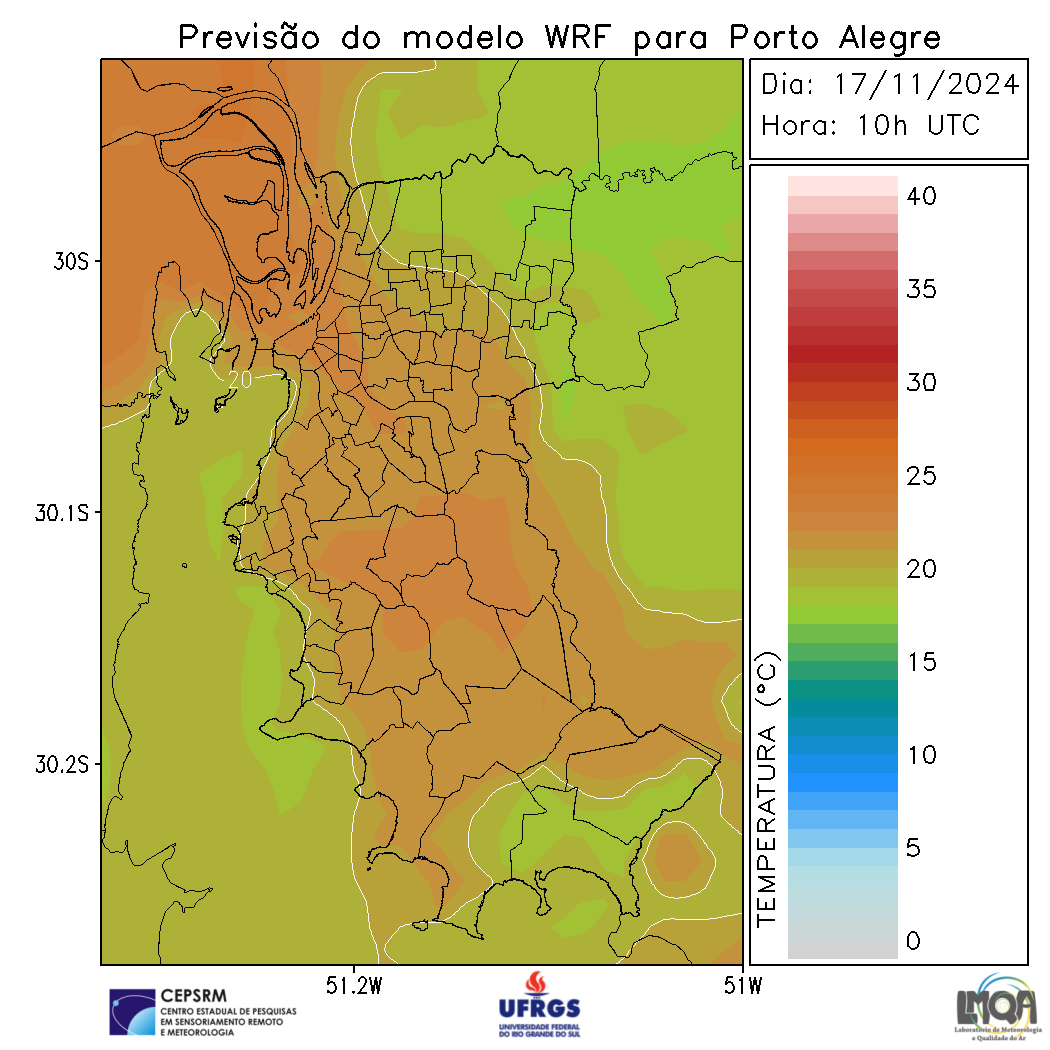 Previsão do modelo WRF para Porto Alegre
Dia: 17/11/2024
Hora: 10h UTC
40
35
30
25
20
15
10
5
0
TEMPERATURA (°C)
20
30S
30.1S
30.2S
51.2W
51W
CEPSRM
CENTRO ESTADUAL DE PESQUISAS
EM SENSORIAMENTO REMOTO
E METEOROLOGIA
UFRGS
UNIVERSIDADE FEDERAL
DO RIO GRANDE DO SUL
LMQA
Laboratório de Meteorologia
e Qualidade do Ar